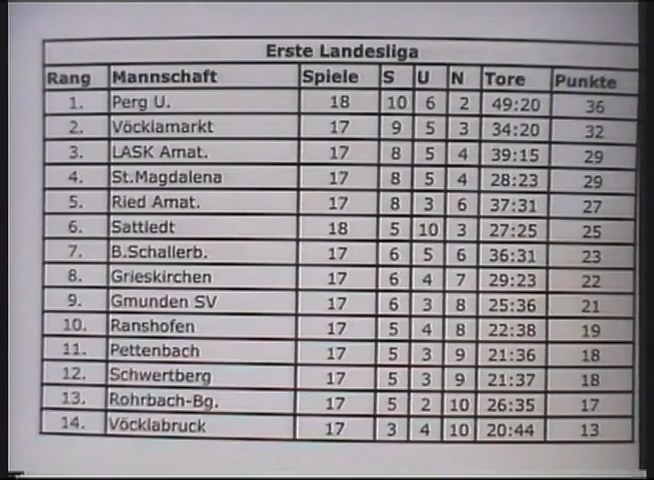 Erste Landesliga
Rang Mannschaft Spiele S U N Tore Punkte
1. Perg U. 18 10 6 2 49:20 36
2. Vöcklamarkt 17 9 5 3 34:20 32
3. LASK Amat. 17 8 5 4 39:15 29
4. St.Magdalena 17 8 5 4 28:23 29
5. Ried Amat. 17 8 3 6 37:31 27
6. Sattledt 18 5 10 3 27:25 25
7. B.Schallerb. 17 6 5 6 36:31 23
8. Grieskirchen 17 6 4 7 29:23 22
9. Gmunden SV 17 6 3 8 25:36 21
10. Ranshofen 17 5 4 8 22:38 19
11. Pettenbach 17 5 3 9 21:36 18
12. Schwertberg 17 5 3 9 21:37 18
13. Rohrbach-Bg. 17 5 2 10 26:35 17
14. Vöcklabruck 17 3 4 10 20:44 13